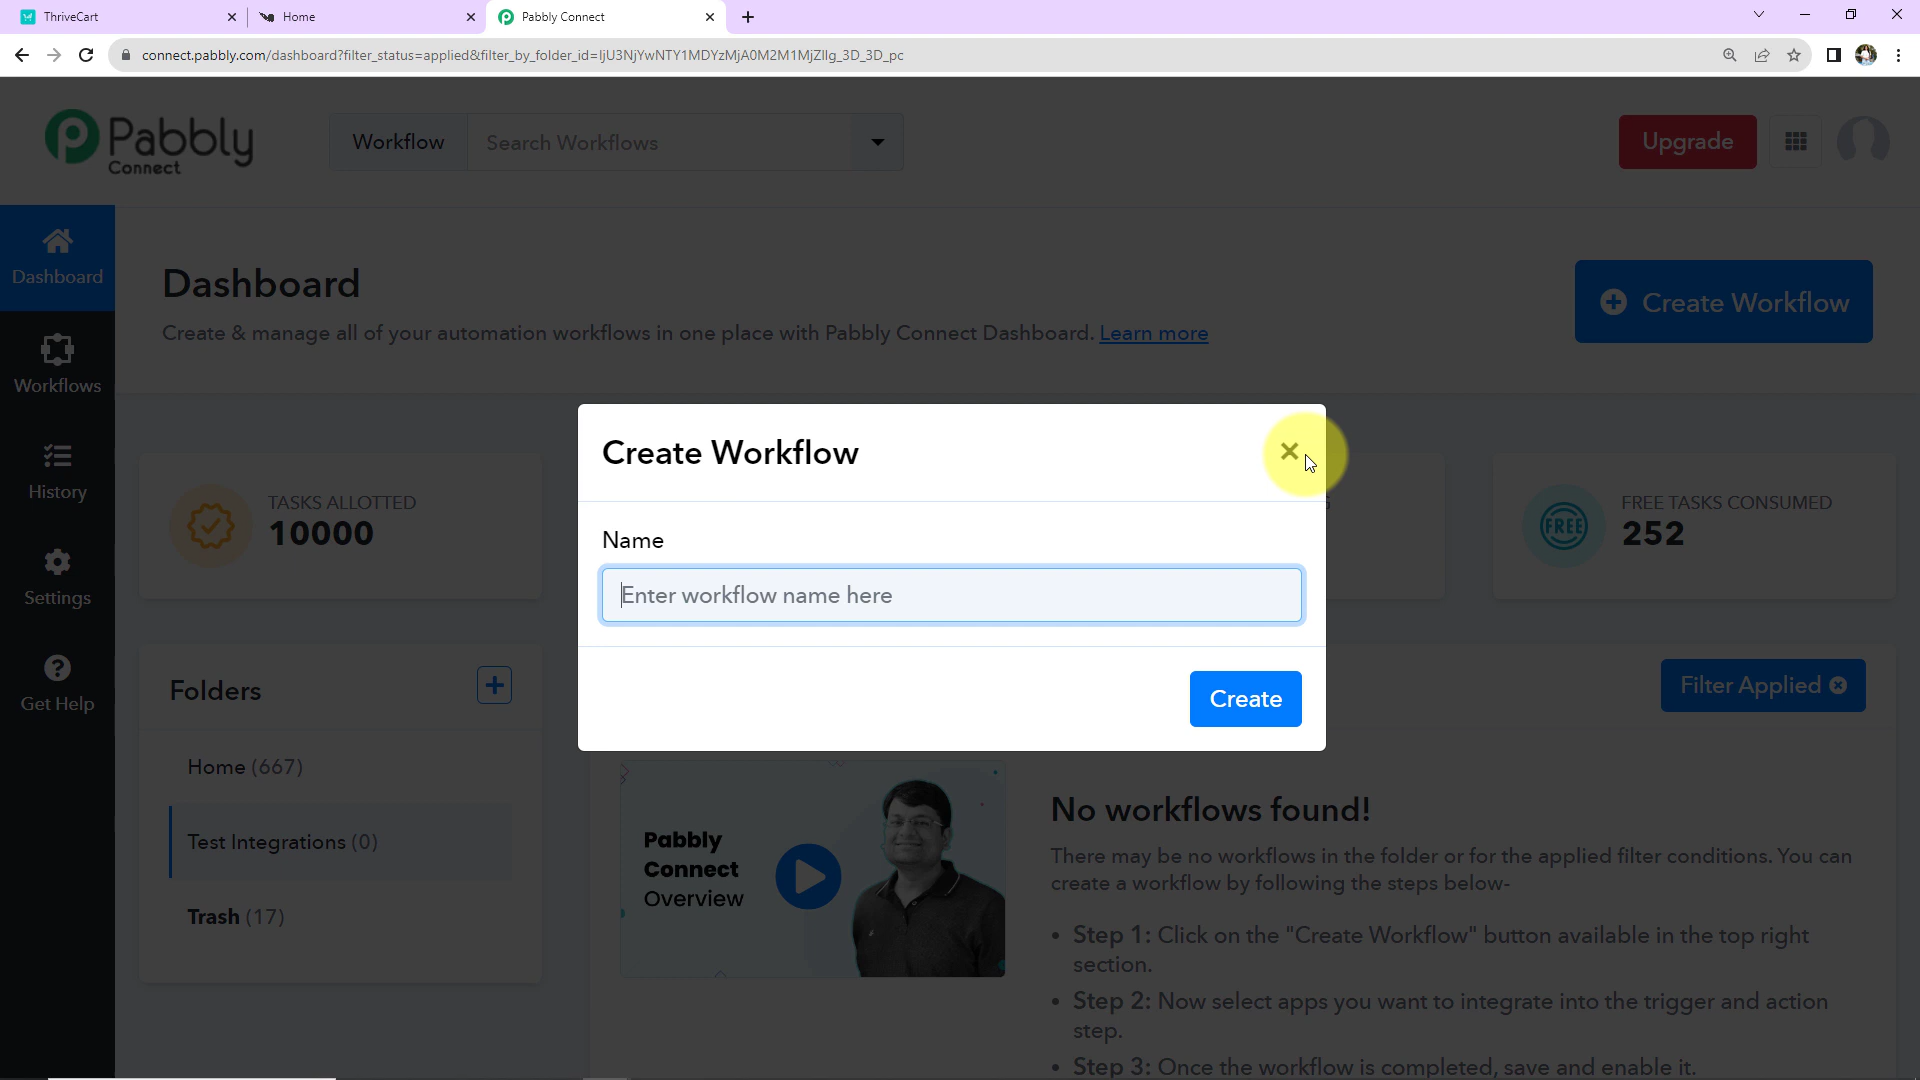 ThriveCart
Home
Pabbly Connect
connect.pabbly.com/dashboard?filter_status=applied&filter_by_folder_id=IjU3NjYwNTY1MDYzMjA0M2M1MjZlIg_3D_3D_pc
Pabbly
Connect
Workflow
Search Workflows
Upgrade
Dashboard
Workflows
History
Settings
Get Help
Dashboard
Create & manage all of your automation workflows in one place with Pabbly Connect Dashboard. Learn more
Create Workflow
TASKS ALLOTTED
10000
FREE
FREE TASKS CONSUMED
252
Create Workflow
Name
Enter workflow name here
Create
Folders
Home (667)
Test Integrations (0)
Trash (17)
Filter Applied
Pabbly
Connect
Overview
No workflows found!
There may be no workflows in the folder or for the applied filter conditions. You can
create a workflow by following the steps below-
• Step 1: Click on the "Create Workflow" button available in the top right
section.
• Step 2: Now select apps you want to integrate into the trigger and action
step.
• Step 3: Once the workflow is completed, save and enable it.